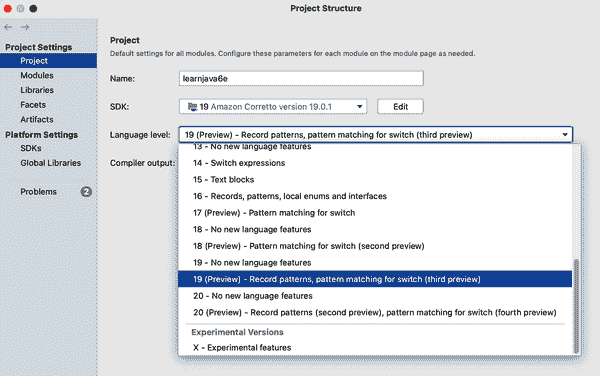 Project Structure
Project Settings
Project
Modules
Libraries
Facets
Artifacts
Platform Settings
SDKs
Global Libraries
Problems 2
Project
Default settings for all modules. Configure these parameters for each module on the module page as needed.
Name: learnjava6e
SDK: 19 Amazon Corretto version 19.0.1 Edit
Language level: 19 (Preview) - Record patterns, pattern matching for switch (third preview)
Compiler output:
13 - No new language features
14 - Switch expressions
15 - Text blocks
16 - Records, patterns, local enums and interfaces
17 (Preview) - Pattern matching for switch
18 - No new language features
18 (Preview) - Pattern matching for switch (second preview)
19 - No new language features
19 (Preview) - Record patterns, pattern matching for switch (third preview)
20 - No new language features
20 (Preview) - Record patterns (second preview), pattern matching for switch (fourth preview)
Experimental Versions
X - Experimental features